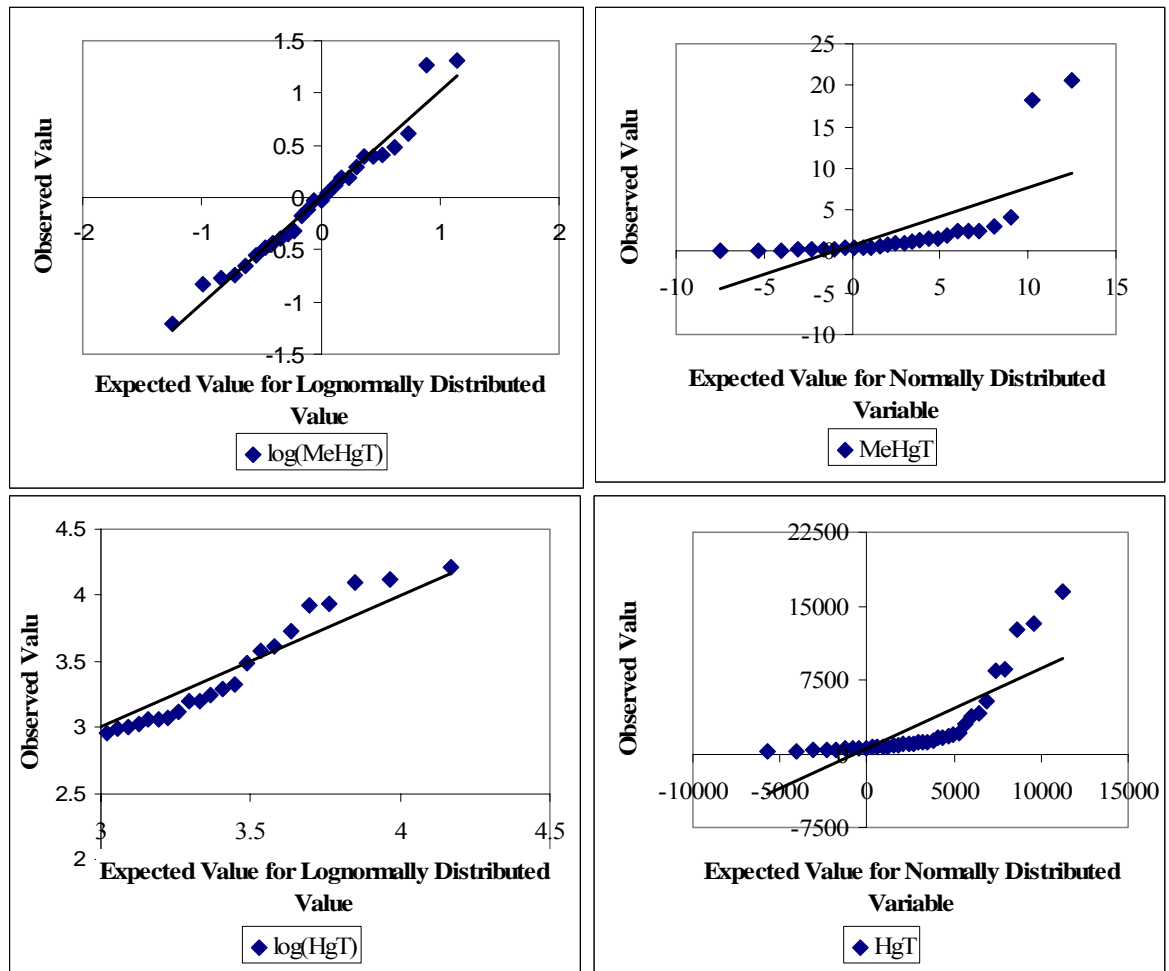 1.5
1
0.5
0
-2
-1
0
1
2
-0.5
-1
-1.5
Observed Valu
Expected Value for Lognormally Distributed
Value
log(MeHgT)
25
20
15
10
5
0
-10
-5
0
5
10
15
-5
-10
Observed Valu
Expected Value for Normally Distributed
Variable
MeHgT
4.5
4
3.5
3
2.5
2
3
3.5
4
4.5
Observed Valu
Expected Value for Lognormally Distributed
Value
log(HgT)
22500
15000
7500
0
-10000
-5000
0
5000
10000
15000
-7500
Observed Valu
Expected Value for Normally Distributed
Variable
HgT